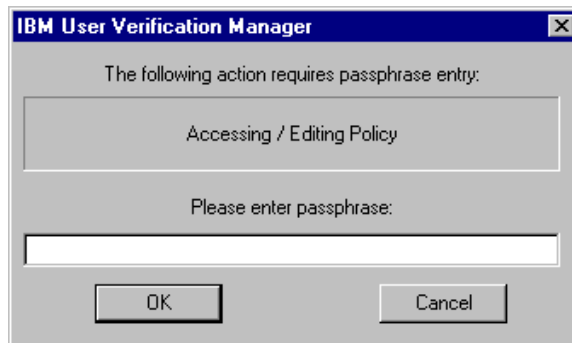 IBM User Verification Manager
The following action requires passphrase entry:
Accessing / Editing Policy
Please enter passphrase:
OK
Cancel